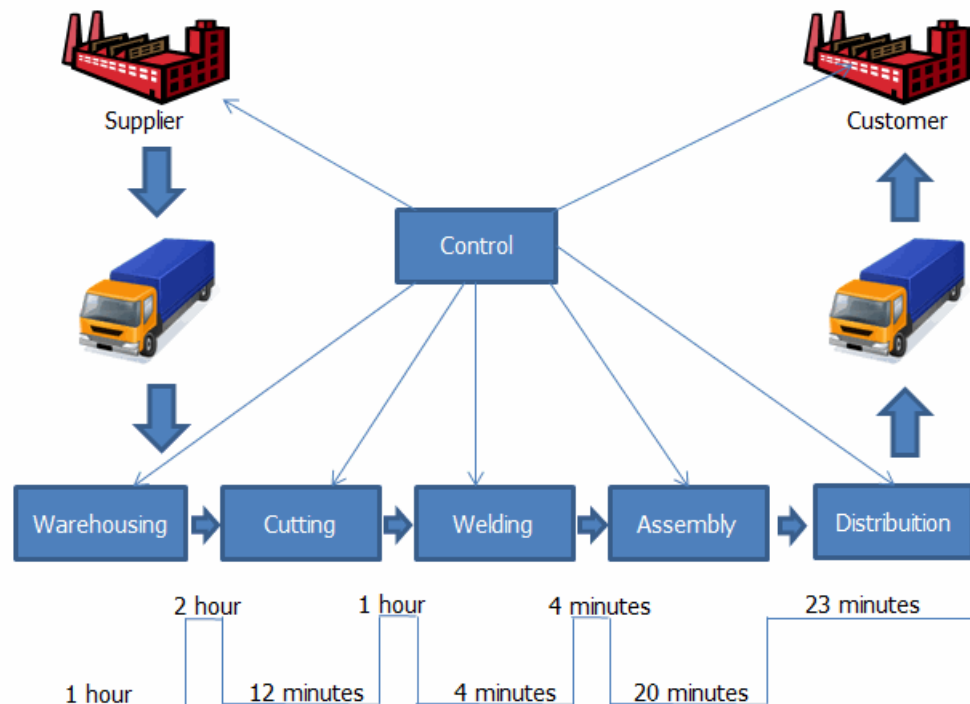 Supplier
Customer
Control
Warehousing
Cutting
Welding
Assembly
Distribuition
2 hour
1 hour
4 minutes
23 minutes
1 hour
12 minutes
4 minutes
20 minutes